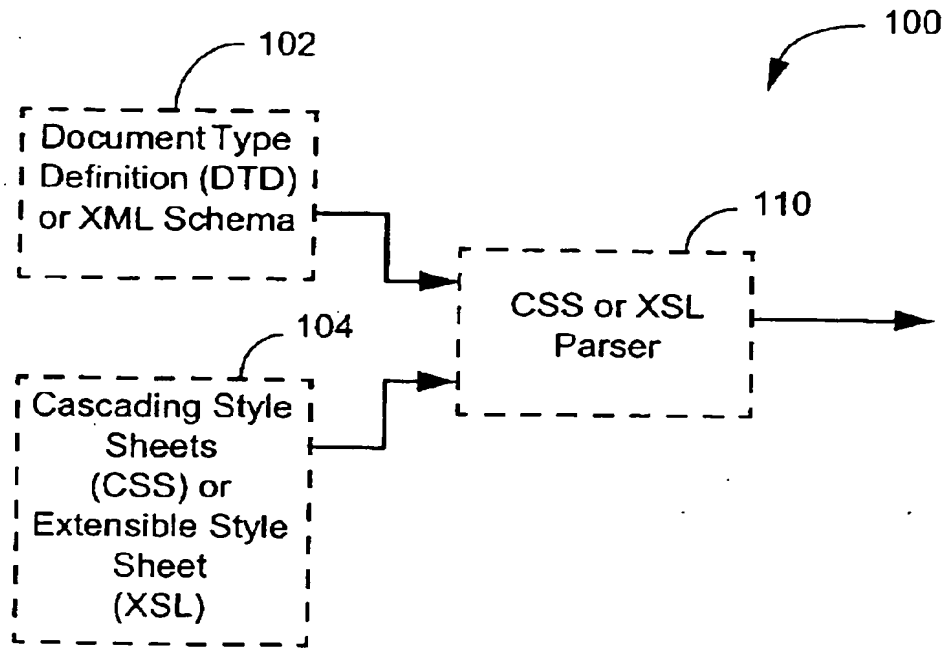 100
102
Document Type
Definition (DTD)
or XML Schema
110
CSS or XSL
Parser
104
Cascading Style
Sheets
(CSS) or
Extensible Style
Sheet
(XSL)